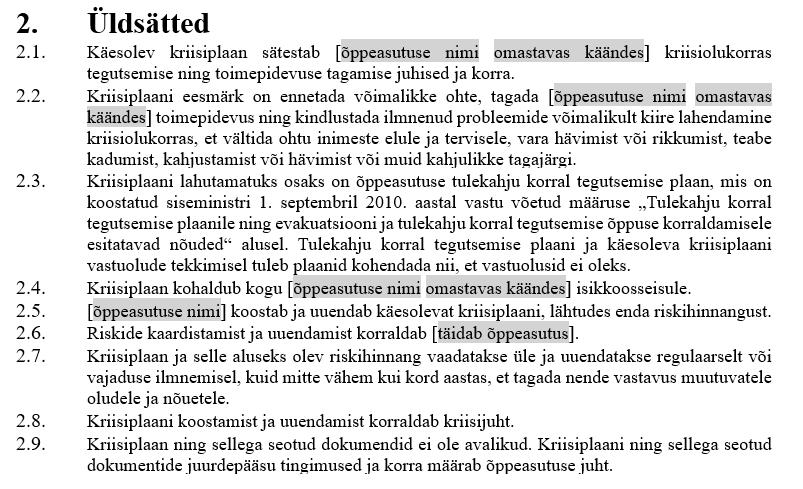 2. Üldsätted
2.1. Käesolev kriisiplaan sätestab [õppeasutuse nimi omastavas käändes] kriisiolukorras
tegutsemise ning toimepidevuse tagamise juhised ja korra.
2.2. Kriisiplaani eesmärk on ennetada võimalikke ohte, tagada [õppeasutuse nimi omastavas
käändes] toimepidevus ning kindlustada ilmnenud probleemide võimalikult kiire lahendamine
kriisiolukorras, et vältida ohtu inimeste elule ja tervisele, vara hävimist või rikkumist, teabe
kadumist, kahjustamist või hävimist või muid kahjulikke tagajärgi.
2.3. Kriisiplaani lahutamatuks osaks on õppeasutuse tulekahju korral tegutsemise plaan, mis on
koostatud siseministri 1. septembril 2010. aastal vastu võetud määruse „Tulekahju korral
tegutsemise plaanile ning evakuatsiooni ja tulekahju korral tegutsemise õppuse korraldamisele
esitatavad nõuded“ alusel. Tulekahju korral tegutsemise plaani ja käesoleva kriisiplaani
vastuolude tekkimisel tuleb plaanid kohendada nii, et vastuolusid ei oleks.
2.4. Kriisiplaan kohaldub kogu [õppeasutuse nimi omastavas käändes] isikkoosseisule.
2.5. [õppeasutuse nimi] koostab ja uuendab käesolevat kriisiplaani, lähtudes enda riskihinnangust.
2.6. Riskide kaardistamist ja uuendamist korraldab [täidab õppeasutus].
2.7. Kriisiplaan ja selle aluseks olev riskihinnang vaadatakse üle ja uuendatakse regulaarselt või
vajaduse ilmnemisel, kuid mitte vähem kui kord aastas, et tagada nende vastavus muutuvatele
oludele ja nõuetele.
2.8. Kriisiplaani koostamist ja uuendamist korraldab kriisijuht.
2.9. Kriisiplaan ning sellega seotud dokumendid ei ole avalikud. Kriisiplaani ning sellega seotud
dokumentide juurdepääsu tingimused ja korra määrab õppeasutuse juht.